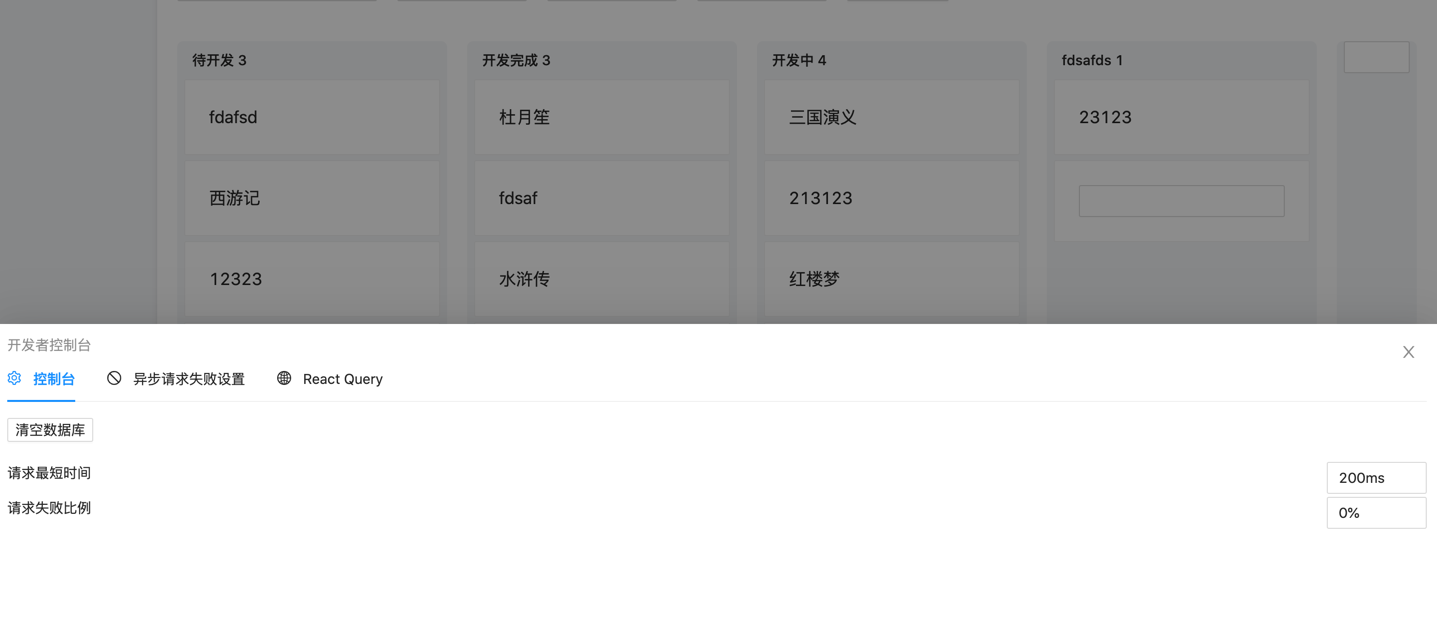 待开发 3
开发完成 3
开发中 4
fdsafds 1
fdafsd
杜月笙
三国演义
23123
西游记
fdsaf
213123
12323
水浒传
红楼梦
开发者控制台
控制台
异步请求失败设置
React Query
清空数据库
请求最短时间
200ms
请求失败比例
0%